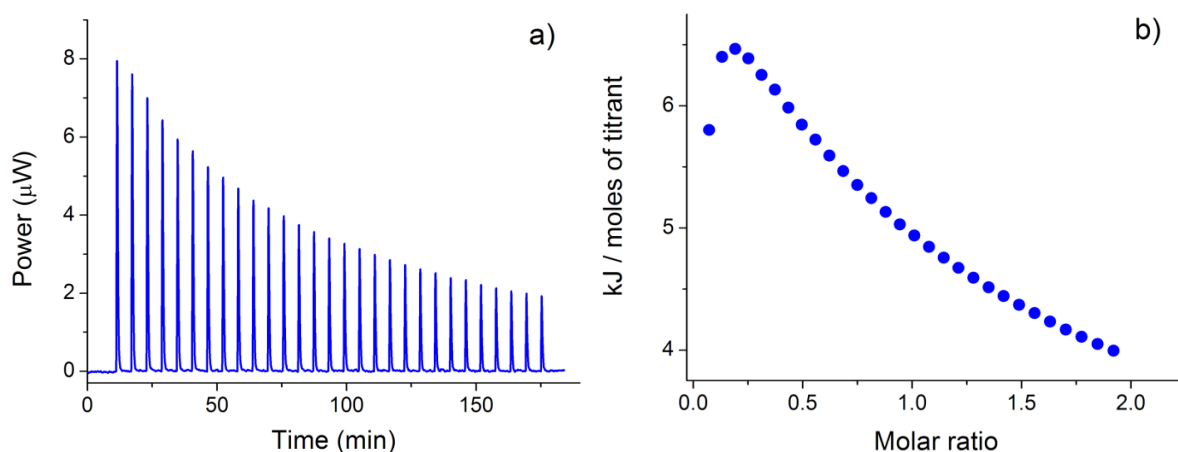 a)
Power (μW)
8
6
4
2
0
0
50
100
150
Time (min)
b)
kJ / moles of titrant
6
5
4
0.0
0.5
1.0
1.5
2.0
Molar ratio